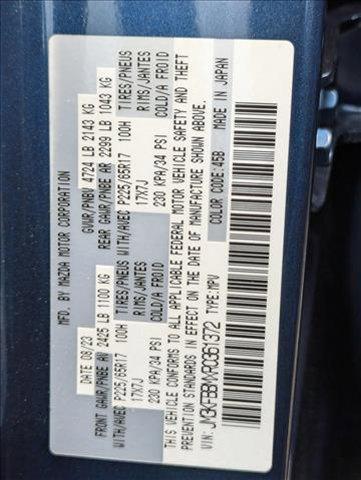 MFD. BY MAZDA MOTOR CORPORATION
DATE 08/23 GVWR/PNBV 4724 LB 2143 KG
FRONT GAWR/PNBE AV 2425 LB 1100 KG REAR GAWR/PNBE AR 2299 LB 1043 KG
WITH/AVEC P225/65R17 100H TIRES/PNEUS WITH/AVEC P225/65R17 100H TIRES/PNEUS
17X7J RIMS/JANTES 17X7J RIMS/JANTES
230 KPA/34 PSI COLD/A FROID 230 KPA/34 PSI COLD/A FROID
THIS VEHICLE CONFORMS TO ALL APPLICABLE FEDERAL MOTOR VEHICLE SAFETY AND THEFT
PREVENTION STANDARDS IN EFFECT ON THE DATE OF MANUFACTURE SHOWN ABOVE.
VIN: JM3KFBBM4R0361372 COLOR CODE: 45B MADE IN JAPAN
TYPE: MPV